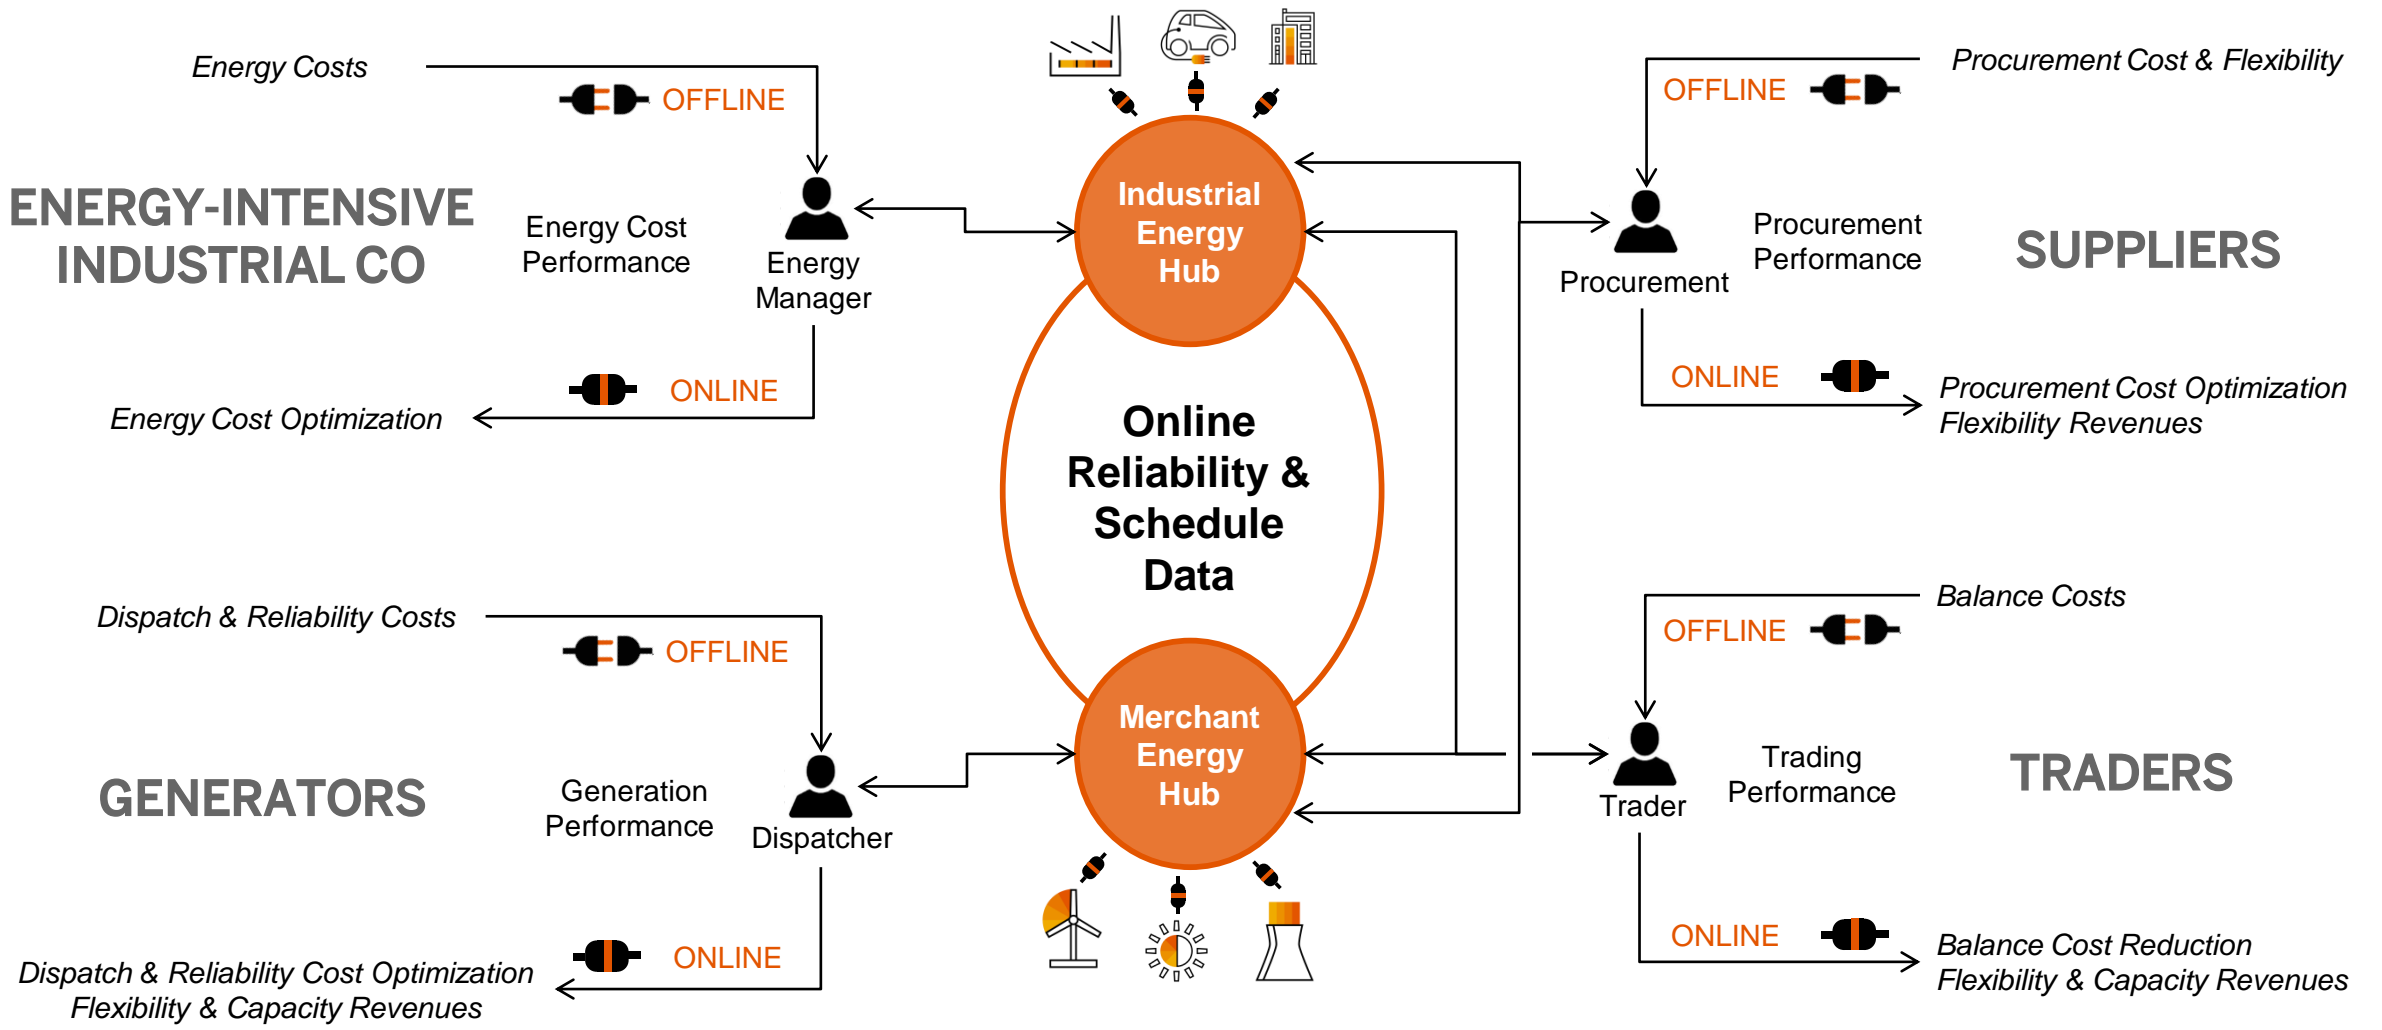 Energy Costs
OFFLINE
ENERGY-INTENSIVE
INDUSTRIAL CO
Energy Cost
Performance
Energy
Manager
ONLINE
Energy Cost Optimization
Industrial
Energy
Hub
Procurement Cost & Flexibility
OFFLINE
Procurement
Performance
Procurement
SUPPLIERS
ONLINE
Procurement Cost Optimization
Flexibility Revenues
Online
Reliability &
Schedule
Data
Dispatch & Reliability Costs
OFFLINE
GENERATORS
Generation
Performance
Dispatcher
ONLINE
Dispatch & Reliability Cost Optimization
Flexibility & Capacity Revenues
Merchant
Energy
Hub
Balance Costs
OFFLINE
Trading
Performance
Trader
TRADERS
ONLINE
Balance Cost Reduction
Flexibility & Capacity Revenues